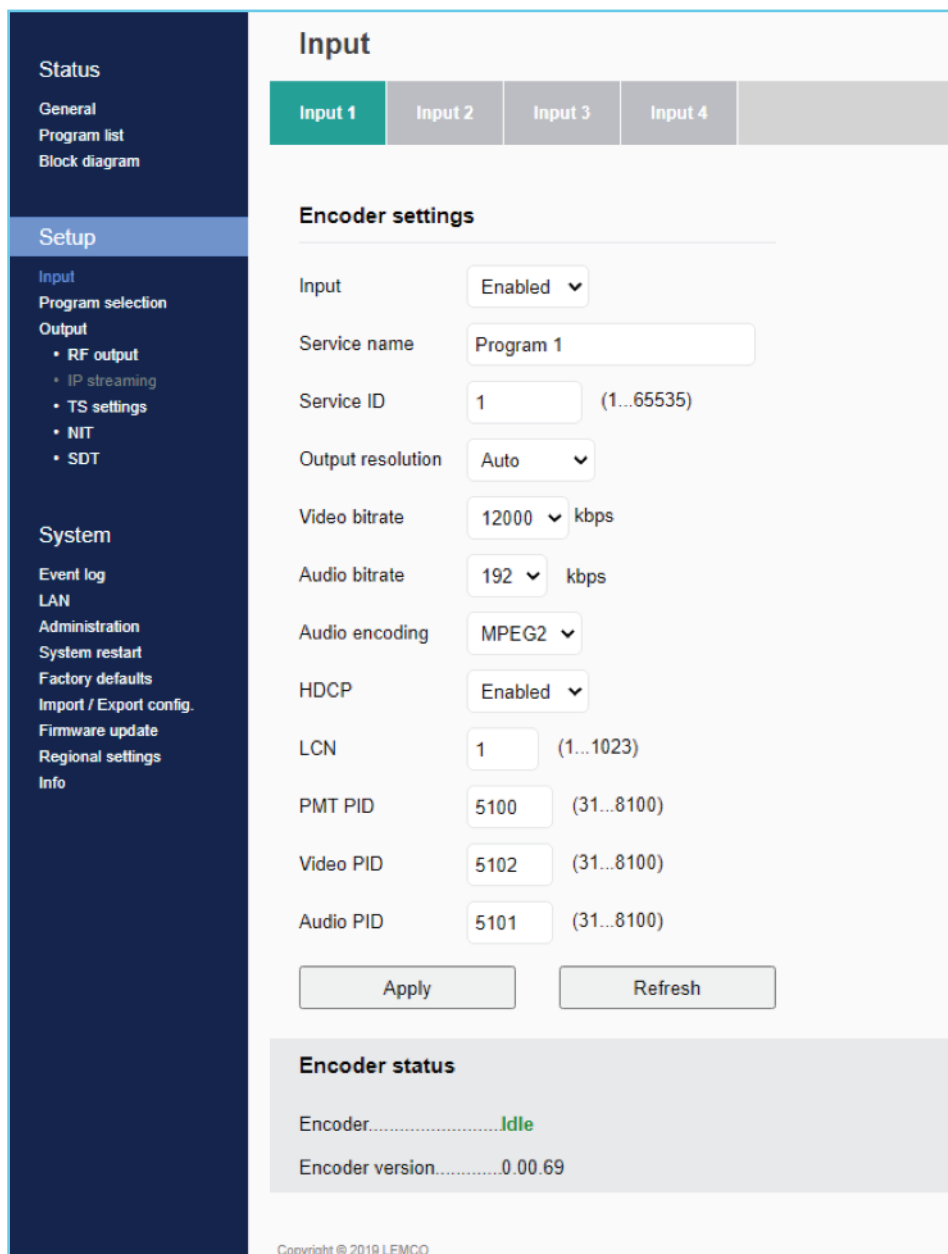 Status
General
Program list
Block diagram
Setup
Input
Program selection
Output
• RF output
• IP streaming
• TS settings
• NIT
• SDT
System
Event log
LAN
Administration
System restart
Factory defaults
Import / Export config.
Firmware update
Regional settings
Info
Input
Input 1 Input 2 Input 3 Input 4
Encoder settings
Input Enabled
Service name Program 1
Service ID 1 (1...65535)
Output resolution Auto
Video bitrate 12000 kbps
Audio bitrate 192 kbps
Audio encoding MPEG2
HDCP Enabled
LCN 1 (1...1023)
PMT PID 5100 (31...8100)
Video PID 5102 (31...8100)
Audio PID 5101 (31...8100)
Apply Refresh
Encoder status
Encoder..........................Idle
Encoder version.............0.00.69
Copyright © 2019 LEMCO